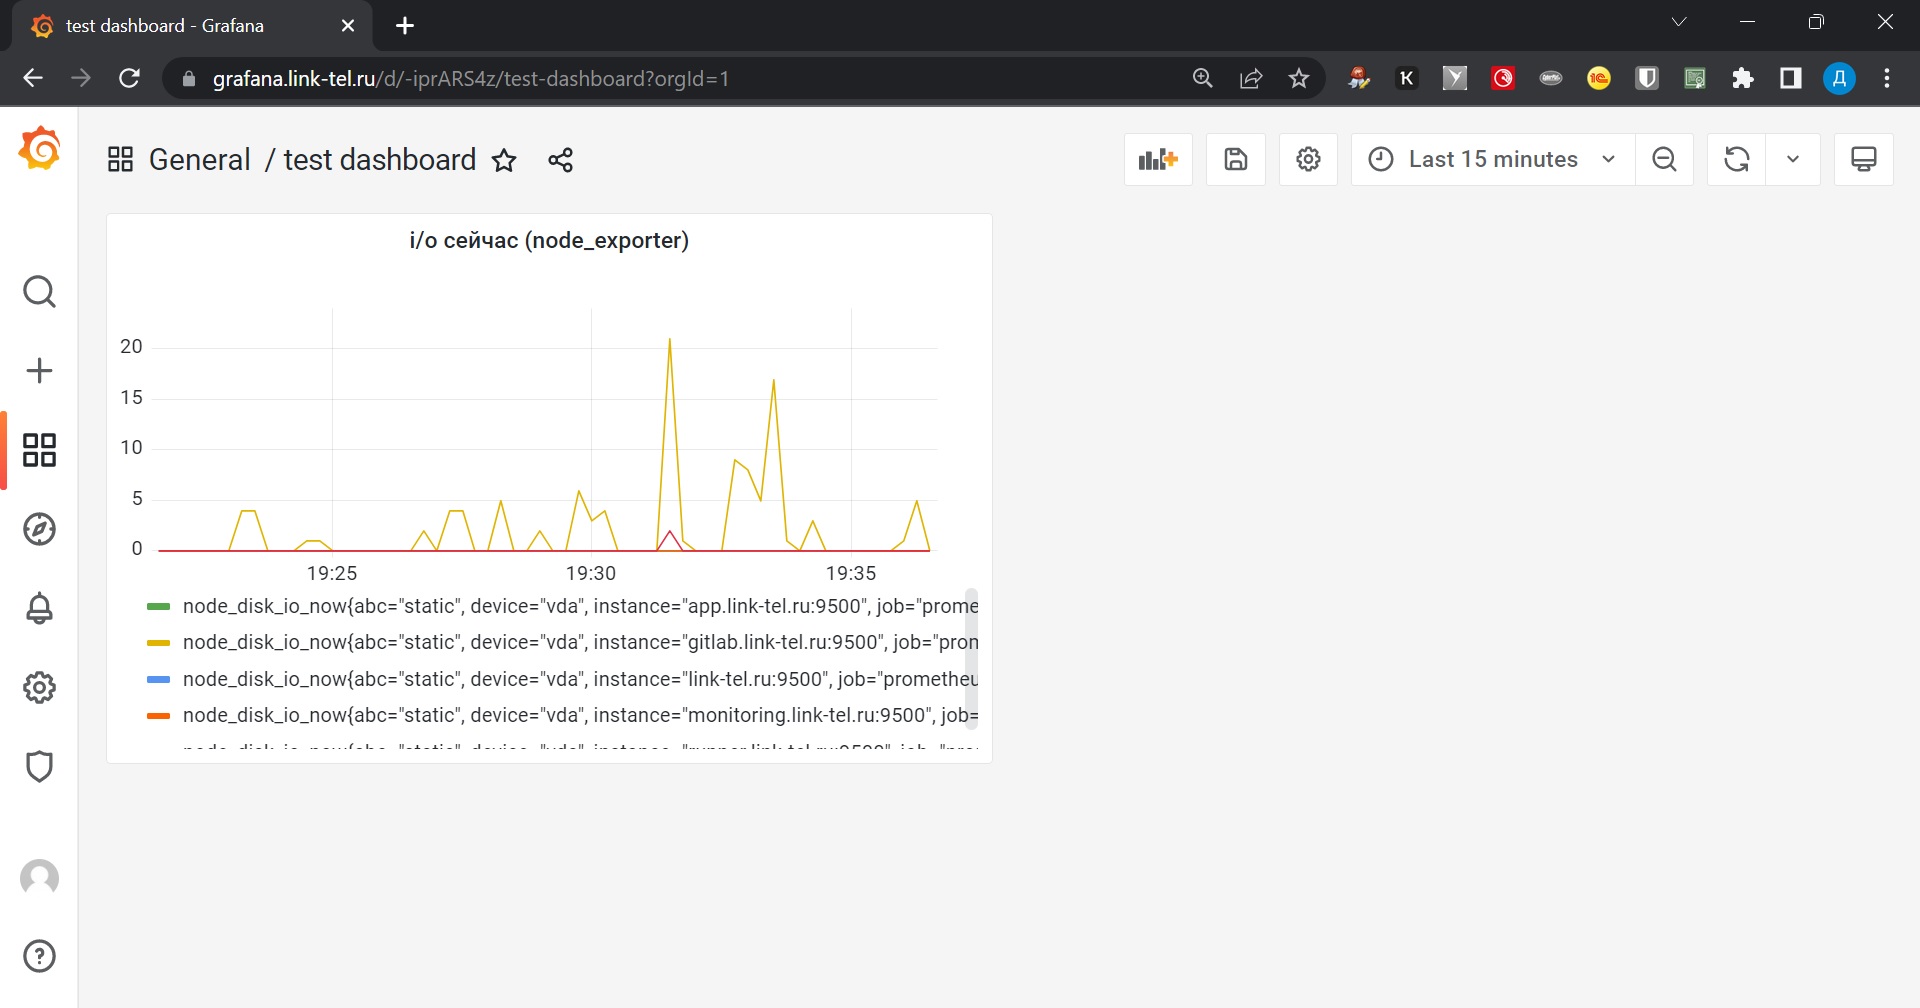 test dashboard - Grafana
grafana.link-tel.ru/d/-iprARS4z/test-dashboard?orgId=1
General / test dashboard
Last 15 minutes
i/o сейчас (node_exporter)
20
15
10
5
0
19:25 19:30 19:35
node_disk_io_now{abc="static", device="vda", instance="app.link-tel.ru:9500", job="prome
node_disk_io_now{abc="static", device="vda", instance="gitlab.link-tel.ru:9500", job="pron
node_disk_io_now{abc="static", device="vda", instance="link-tel.ru:9500", job="prometheu
node_disk_io_now{abc="static", device="vda", instance="monitoring.link-tel.ru:9500", job=